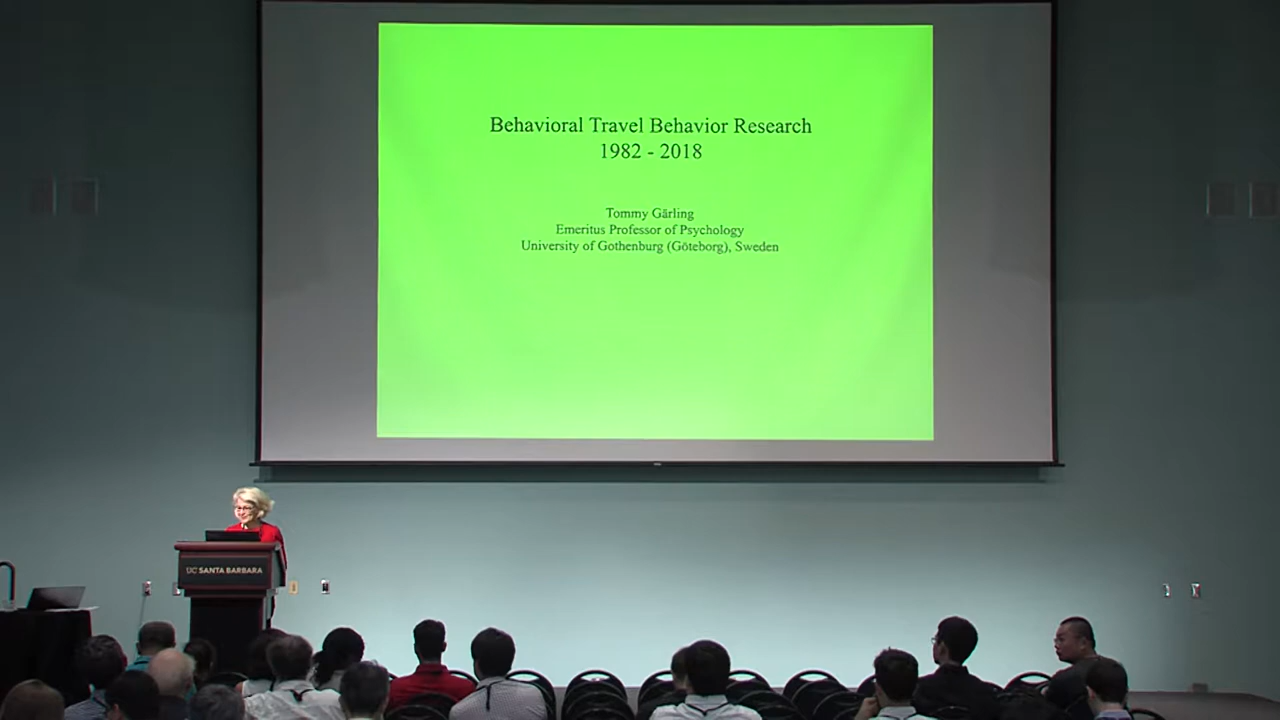 Behavioral Travel Behavior Research
1982 - 2018
Tommy Gärling
Emeritus Professor of Psychology
University of Gothenburg (Göteborg), Sweden
UC SANTA BARBARA